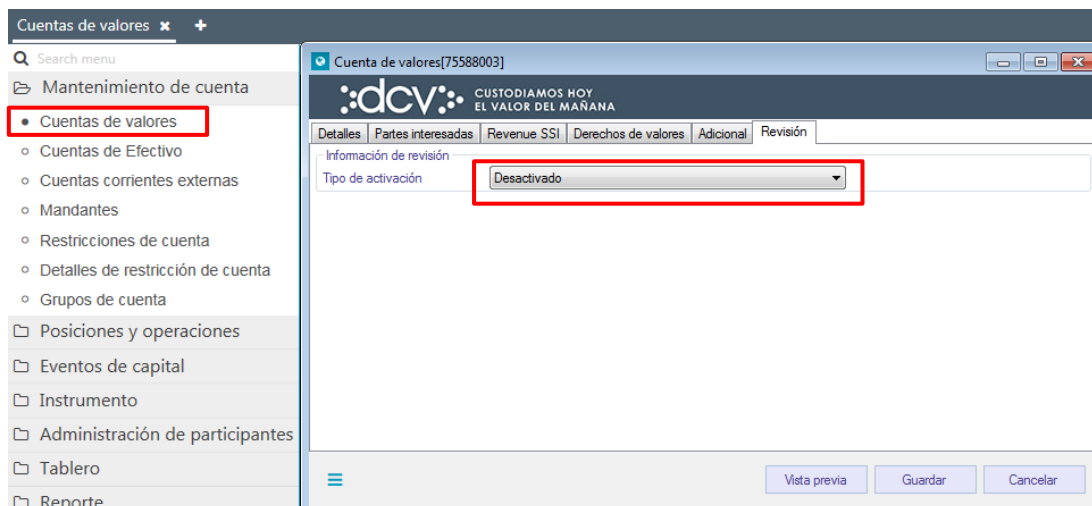 Cuentas de valores ✖ +
Search menu
Mantenimiento de cuenta
Cuentas de valores
Cuentas de Efectivo
Cuentas corrientes externas
Mandantes
Restricciones de cuenta
Detalles de restricción de cuenta
Grupos de cuenta
Posiciones y operaciones
Eventos de capital
Instrumento
Administración de participantes
Tablero
Reporte
Cuenta de valores[75588003]
dcv CUSTODIAMOS HOY
EL VALOR DEL MAÑANA
Detalles Partes interesadas Revenue SSI Derechos de valores Adicional Revisión
Información de revisión
Tipo de activación Desactivado
Vista previa Guardar Cancelar